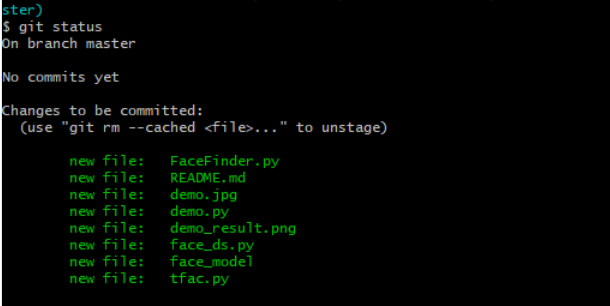 ster)
$ git status
On branch master
No commits yet
Changes to be committed:
(use "git rm --cached <file>..." to unstage)
new file: FaceFinder.py
new file: README.md
new file: demo.jpg
new file: demo.py
new file: demo_result.png
new file: face_ds.py
new file: face_model
new file: tfac.py